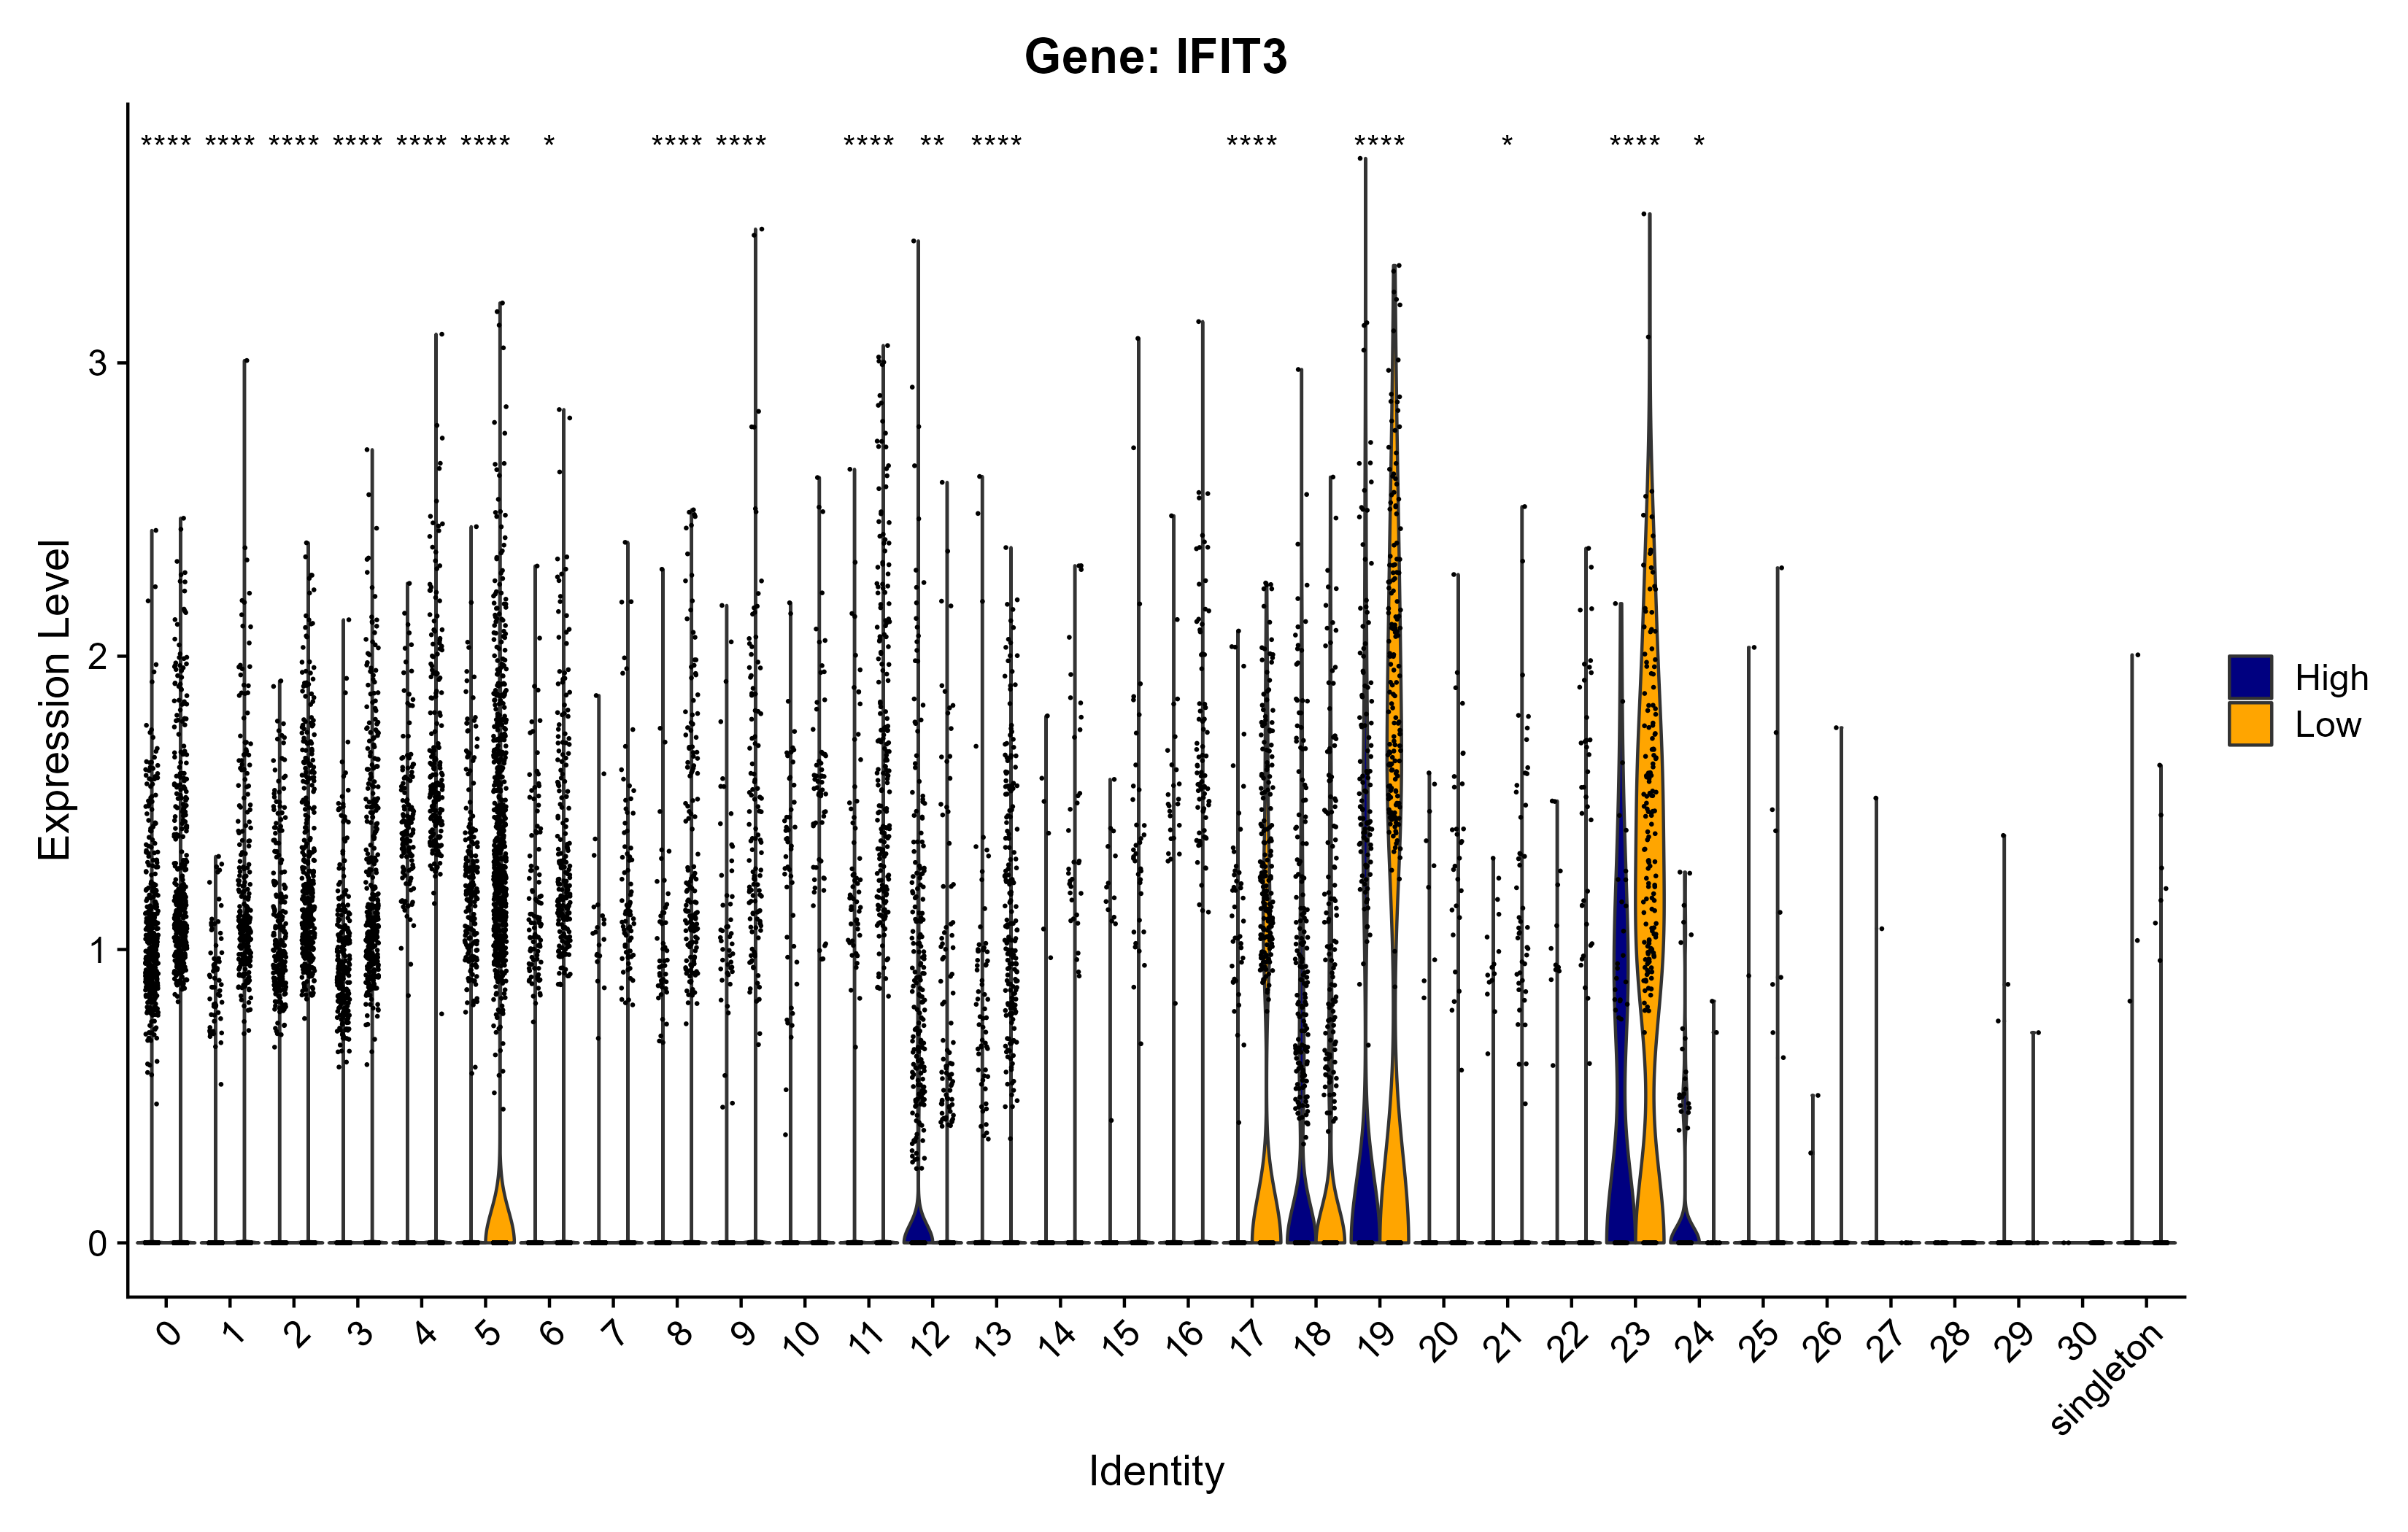 Gene: IFIT3
**** **** **** **** **** **** * **** **** **** ** **** **** **** * **** *
Expression Level
3
2
1
0
High
Low
0 1 2 3 4 5 6 7 8 9 10 11 12 13 14 15 16 17 18 19 20 21 22 23 24 25 26 27 28 29 30 singleton
Identity